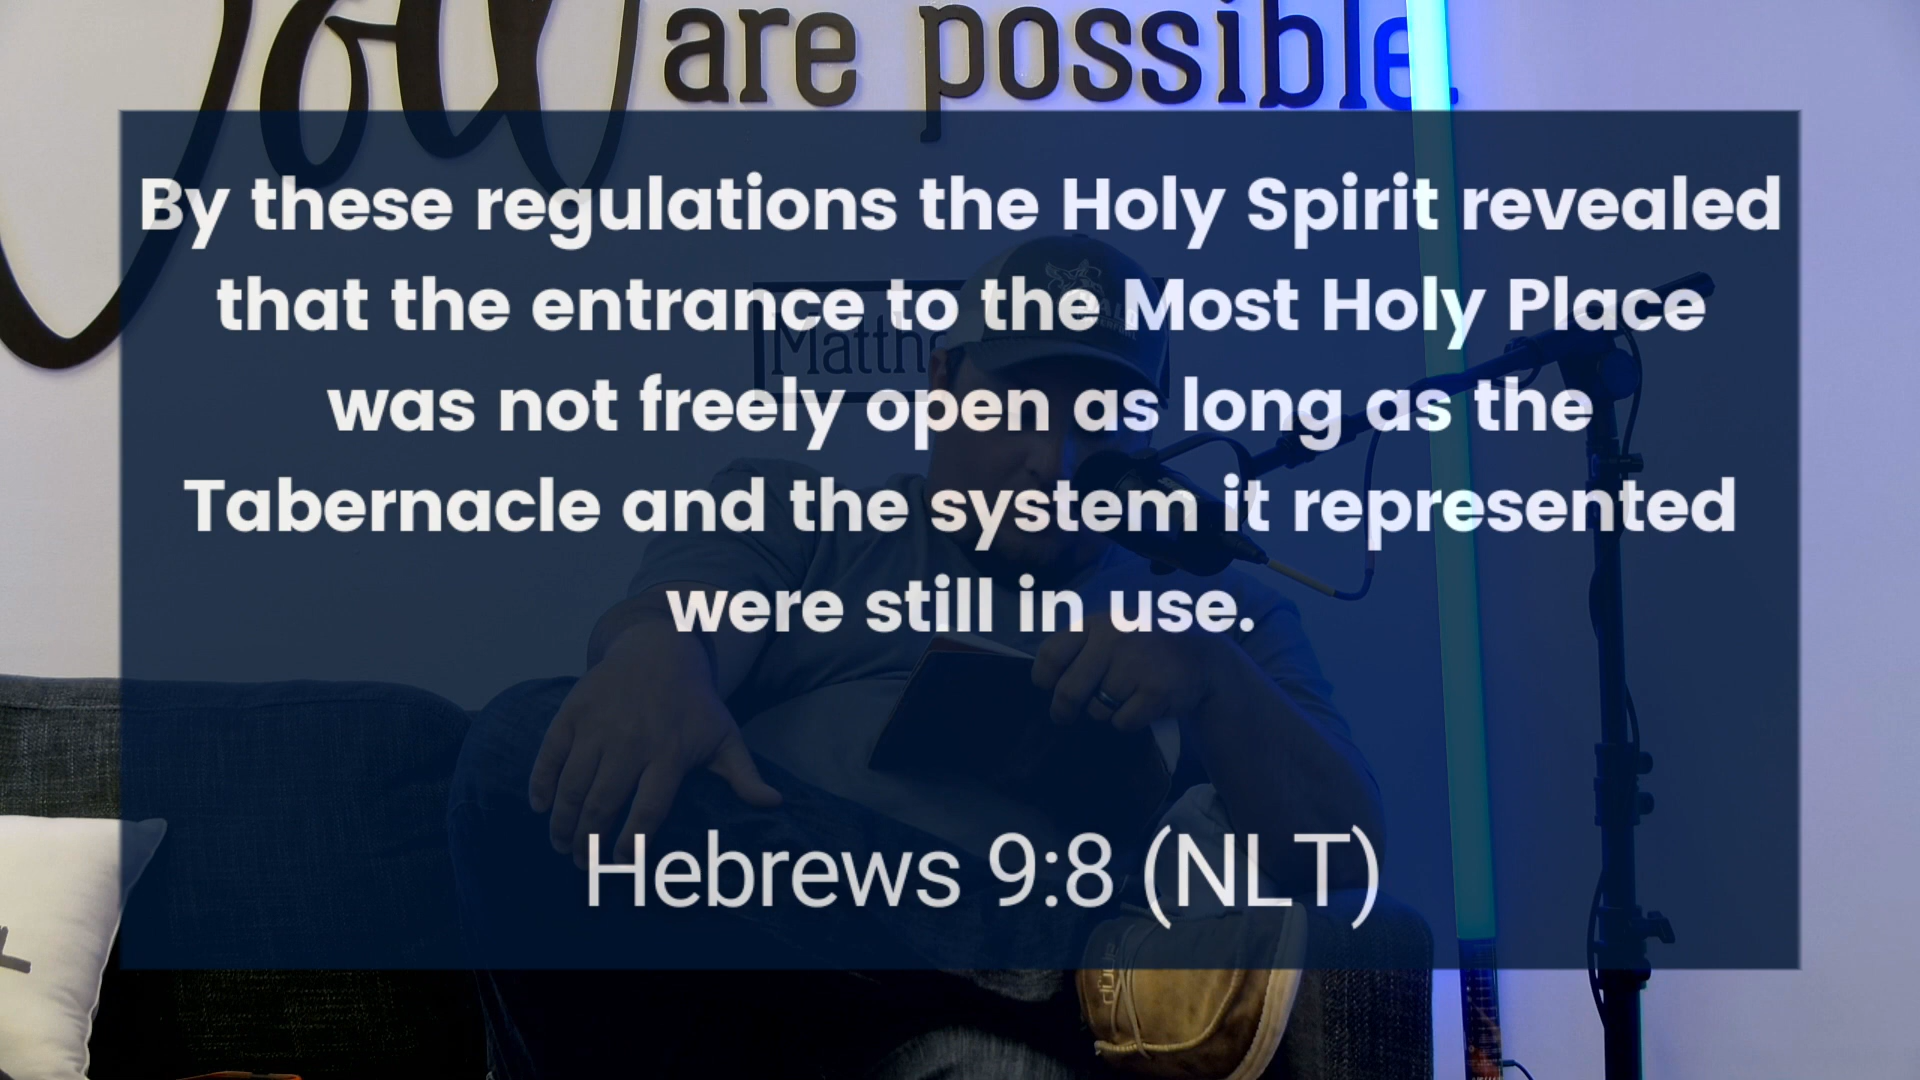 are possible.
By these regulations the Holy Spirit revealed
that the entrance to the Most Holy Place
was not freely open as long as the
Tabernacle and the system it represented
were still in use.
Hebrews 9:8 (NLT)